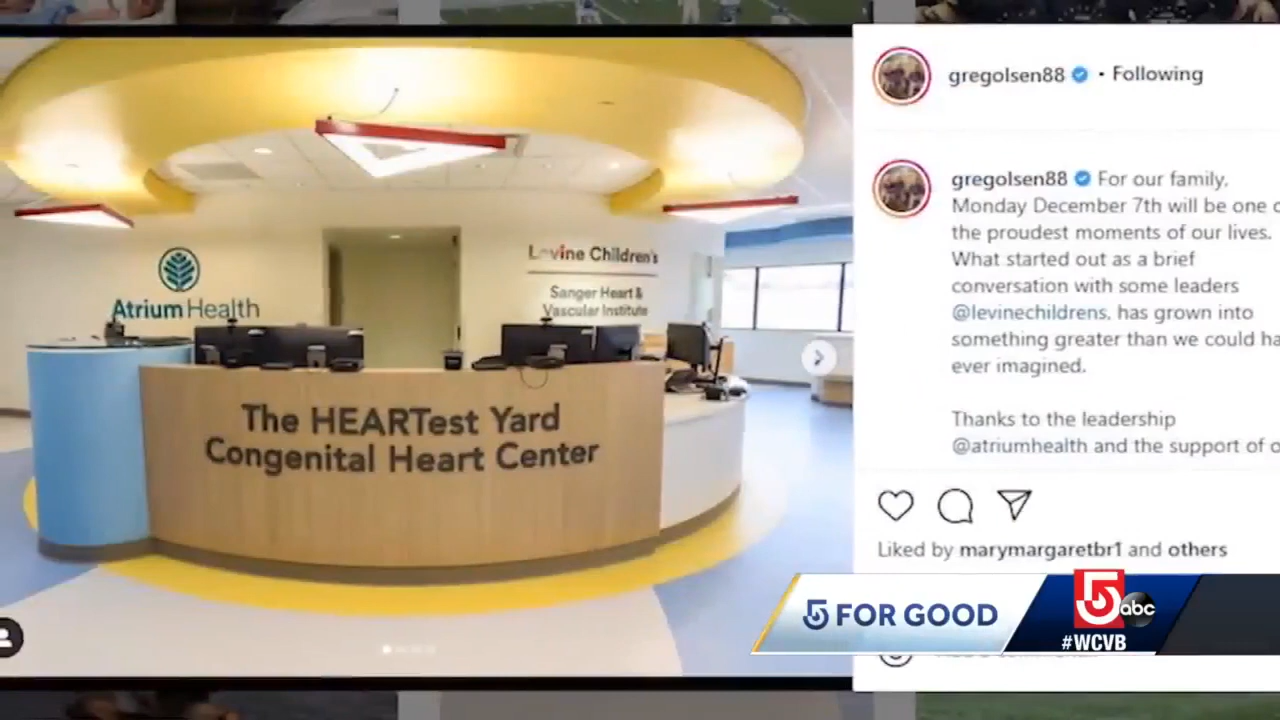 gregolsen88 • Following
gregolsen88 For our family.
Monday December 7th will be one
the proudest moments of our lives.
What started out as a brief
conversation with some leaders
@levinechildrens. has grown into
something greater than we could
ever imagined.
Thanks to the leadership
@atriumhealth and the support of
Liked by marymargaretbr1 and others
Atrium Health
Levine Children's
Sanger Heart &
Vascular Institute
The HEARTest Yard
Congenital Heart Center
5 FOR GOOD
5 abc
#WCVB